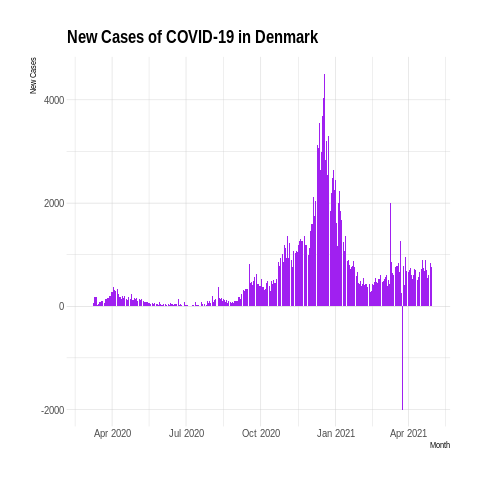 New Cases of COVID-19 in Denmark
New Cases
4000
2000
0
-2000
Apr 2020 Jul 2020 Oct 2020 Jan 2021 Apr 2021
Month